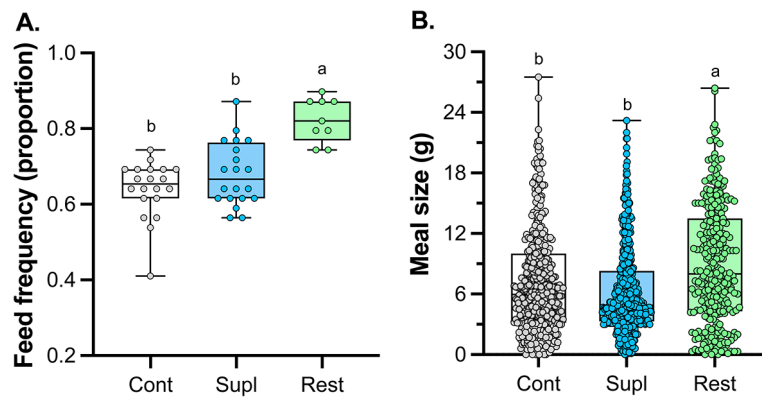 A.
Feed frequency (proportion)
1.0
0.8
0.6
0.4
0.2
b
b
a
Cont
Supl
Rest
B.
Meal size (g)
30
24
18
12
6
0
b
b
a
Cont
Supl
Rest